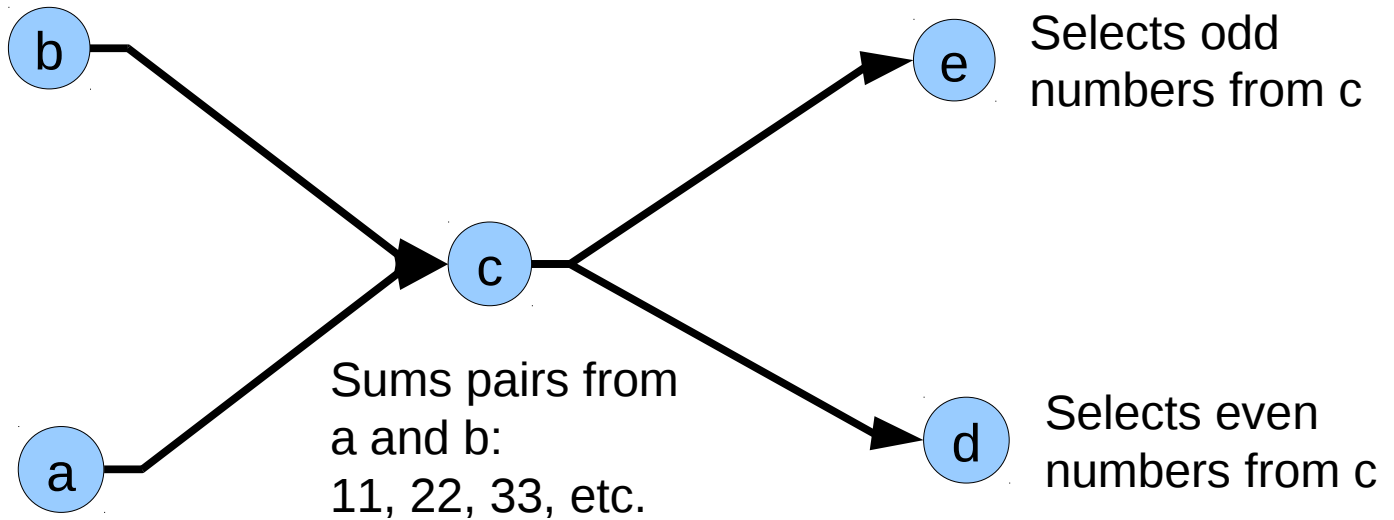 b
e
Selects odd
numbers from c
c
Sums pairs from
a and b:
11, 22, 33, etc.
a
d
Selects even
numbers from c